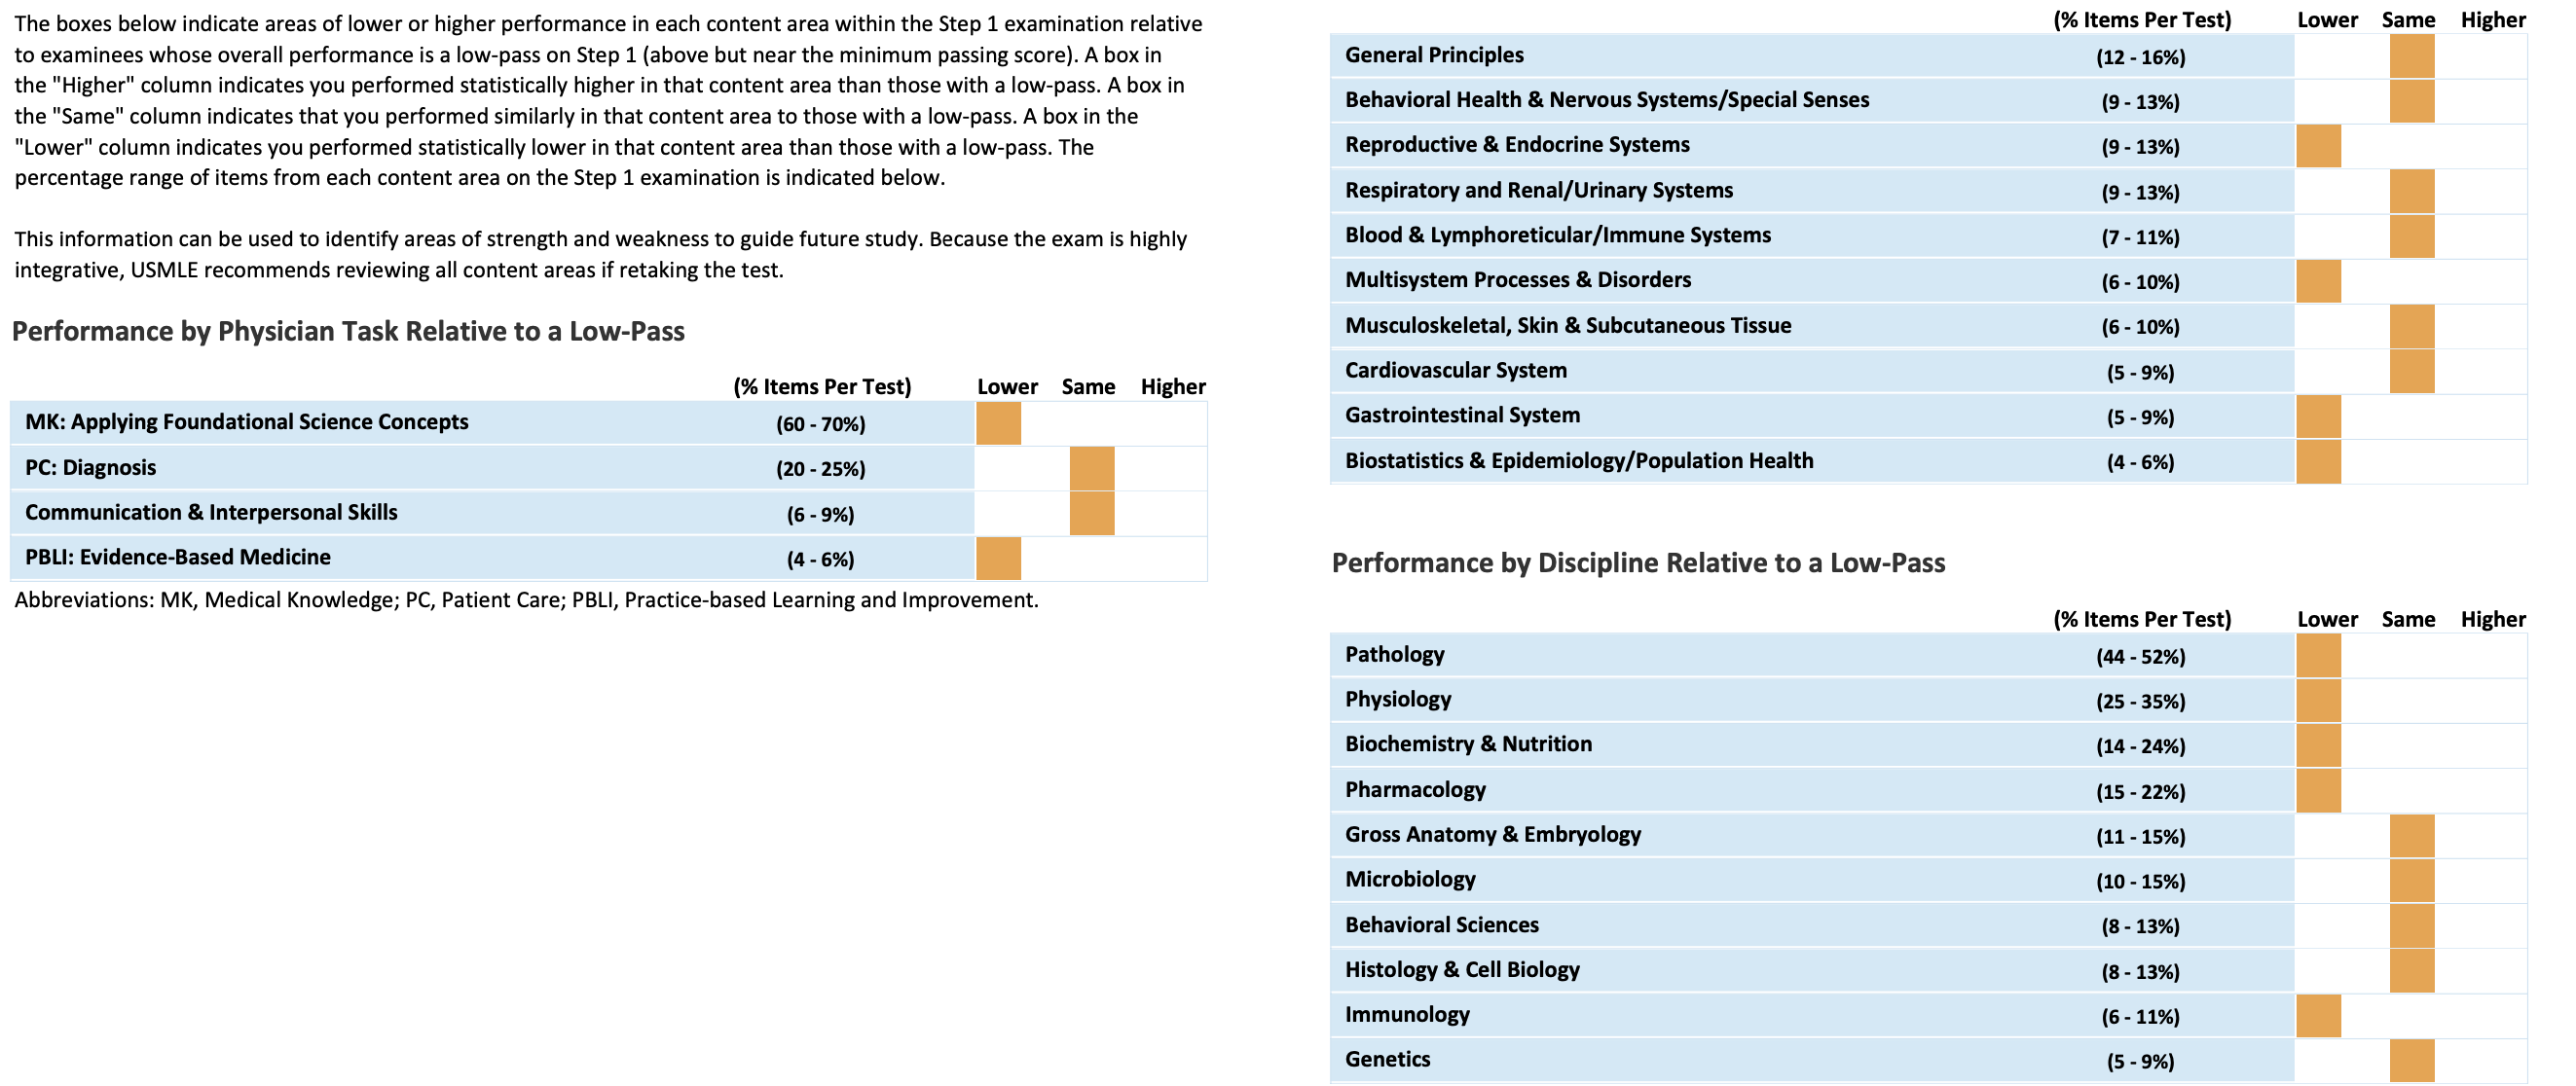 The boxes below indicate areas of lower or higher performance in each content area within the Step 1 examination relative
to examinees whose overall performance is a low-pass on Step 1 (above but near the minimum passing score). A box in
the "Higher" column indicates you performed statistically higher in that content area than those with a low-pass. A box in
the "Same" column indicates that you performed similarly in that content area to those with a low-pass. A box in the
"Lower" column indicates you performed statistically lower in that content area than those with a low-pass. The
percentage range of items from each content area on the Step 1 examination is indicated below.
This information can be used to identify areas of strength and weakness to guide future study. Because the exam is highly
integrative, USMLE recommends reviewing all content areas if retaking the test.
Performance by Physician Task Relative to a Low-Pass
(% Items Per Test) Lower Same Higher
MK: Applying Foundational Science Concepts (60 - 70%)
PC: Diagnosis (20 - 25%)
Communication & Interpersonal Skills (6 - 9%)
PBLI: Evidence-Based Medicine (4 - 6%)
Abbreviations: MK, Medical Knowledge; PC, Patient Care; PBLI, Practice-based Learning and Improvement.
(% Items Per Test) Lower Same Higher
General Principles (12 - 16%)
Behavioral Health & Nervous Systems/Special Senses (9 - 13%)
Reproductive & Endocrine Systems (9 - 13%)
Respiratory and Renal/Urinary Systems (9 - 13%)
Blood & Lymphoreticular/Immune Systems (7 - 11%)
Multisystem Processes & Disorders (6 - 10%)
Musculoskeletal, Skin & Subcutaneous Tissue (6 - 10%)
Cardiovascular System (5 - 9%)
Gastrointestinal System (5 - 9%)
Biostatistics & Epidemiology/Population Health (4 - 6%)
Performance by Discipline Relative to a Low-Pass
(% Items Per Test) Lower Same Higher
Pathology (44 - 52%)
Physiology (25 - 35%)
Biochemistry & Nutrition (14 - 24%)
Pharmacology (15 - 22%)
Gross Anatomy & Embryology (11 - 15%)
Microbiology (10 - 15%)
Behavioral Sciences (8 - 13%)
Histology & Cell Biology (8 - 13%)
Immunology (6 - 11%)
Genetics (5 - 9%)